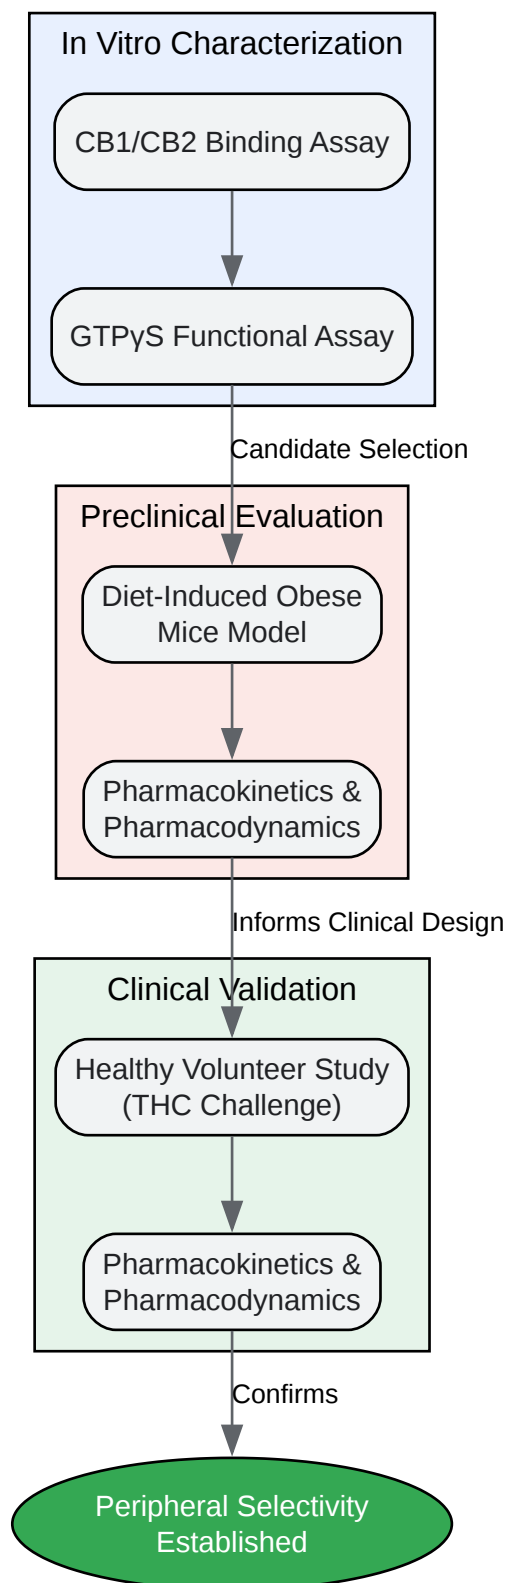 In Vitro Characterization
CB1/CB2 Binding Assay
GTPγS Functional Assay
Candidate Selection
Preclinical Evaluation
Diet-Induced Obese
Mice Model
Pharmacokinetics &
Pharmacodynamics
Informs Clinical Design
Clinical Validation
Healthy Volunteer Study
(THC Challenge)
Pharmacokinetics &
Pharmacodynamics
Confirms
Peripheral Selectivity
Established